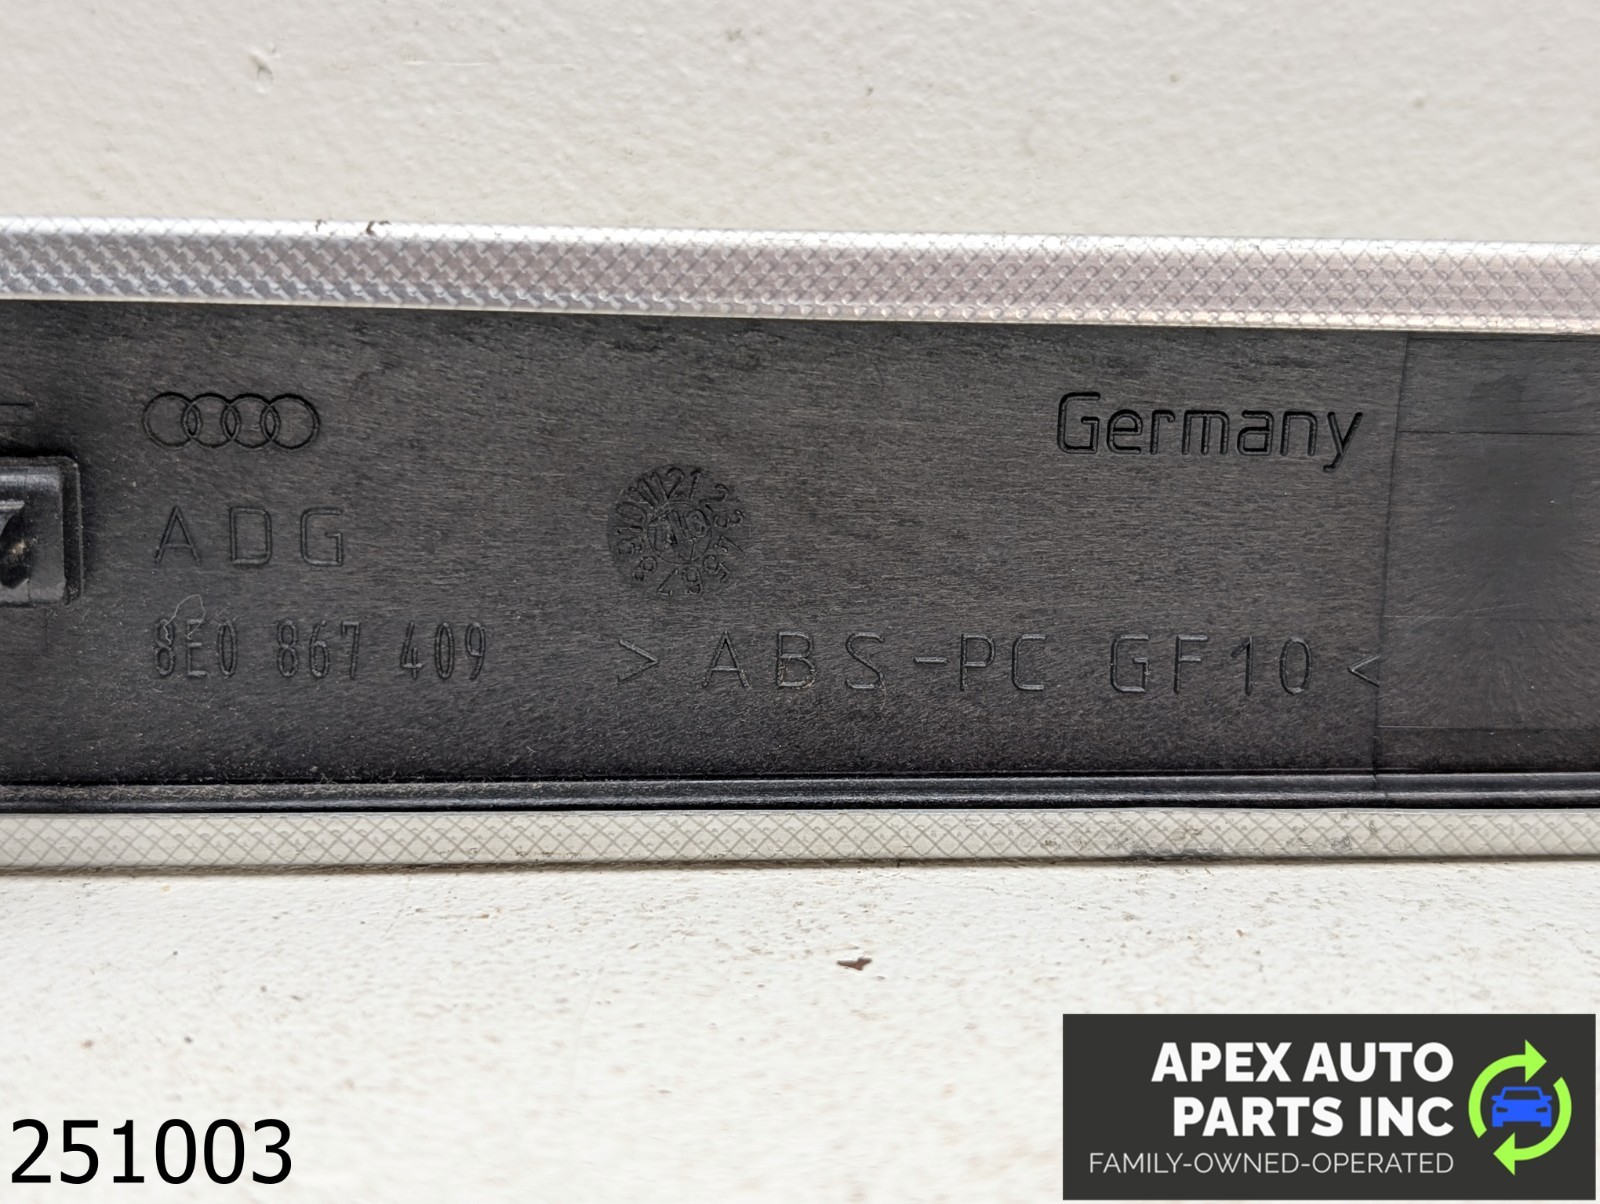 Germany
ADG
8E0 867 409
> ABS-PC GF10 <
251003
APEX AUTO
PARTS INC
FAMILY-OWNED-OPERATED